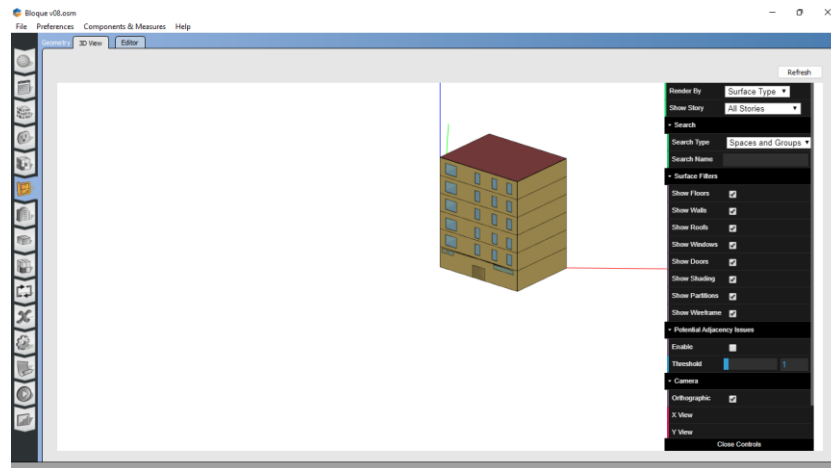 Bloque v08.osm
File Preferences Components & Measures Help
Geometry 3D View Editor
Refresh
Render By Surface Type
Show Story All Stories
Search
Search Type Spaces and Groups
Search Name
Surface Filters
Show Floors
Show Walls
Show Roofs
Show Windows
Show Doors
Show Shading
Show Partitions
Show Wireframe
Potential Adjacency Issues
Enable
Threshold 1
Camera
Orthographic
X View
Y View
Close Controls